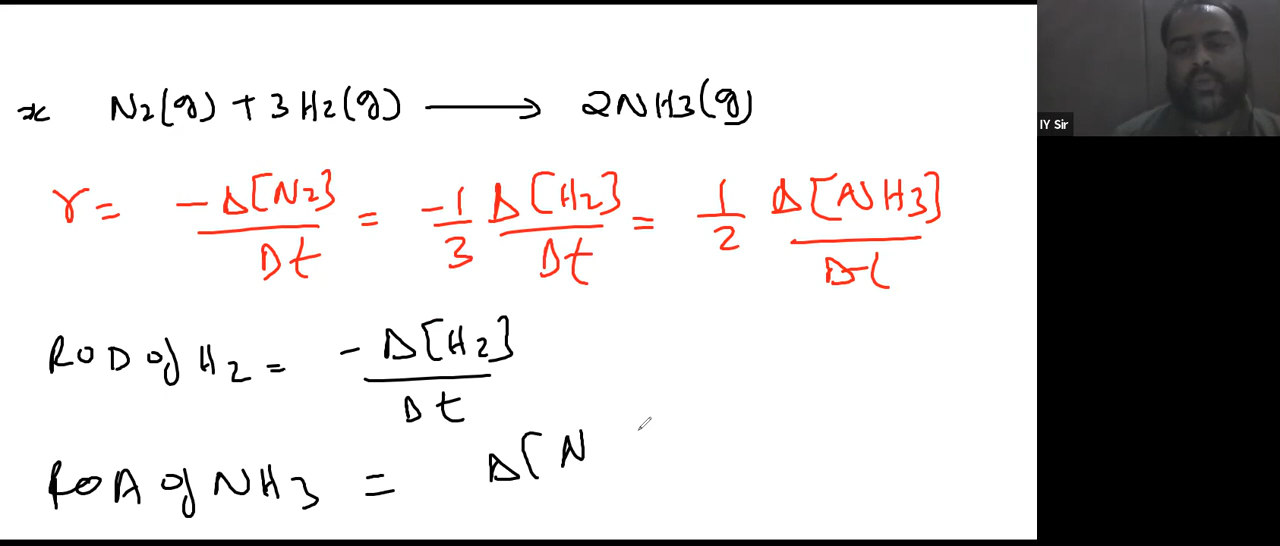 x N2(g) + 3H2(g) ⟶ 2NH3(g)
r = -Δ[N2]/Δt = -1/3 Δ[H2]/Δt = 1/2 Δ[NH3]/Δt
ROD of H2 = -Δ[H2]/Δt
ROA of NH3 = Δ[N
IY Sir